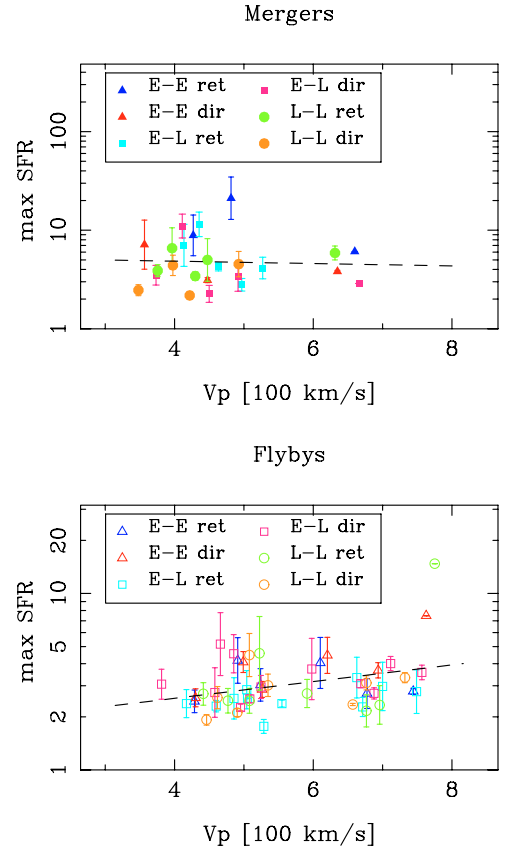 Mergers
max SFR
100
10
1
E–E ret
E–L dir
E–E dir
L–L ret
E–L ret
L–L dir
4
6
8
Vp [100 km/s]
Flybys
max SFR
20
10
5
2
1
E–E ret
E–L dir
E–E dir
L–L ret
E–L ret
L–L dir
4
6
8
Vp [100 km/s]